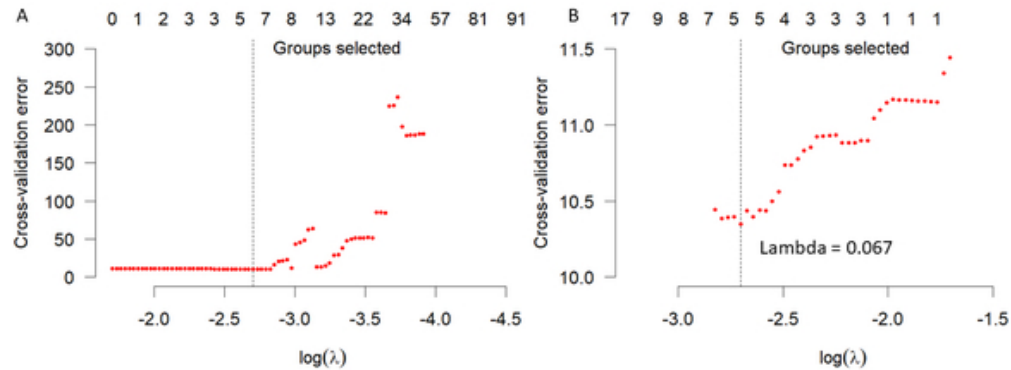 A
0 1 2 3 3 5 7 8 13 22 34 57 81 91
Groups selected
300
250
200
150
100
50
0
Cross-validation error
-2.0 -2.5 -3.0 -3.5 -4.0 -4.5
log(λ)
B
17 9 8 7 5 5 4 3 3 3 1 1 1
Groups selected
11.5
11.0
10.5
10.0
Cross-validation error
Lambda = 0.067
-3.0 -2.5 -2.0 -1.5
log(λ)